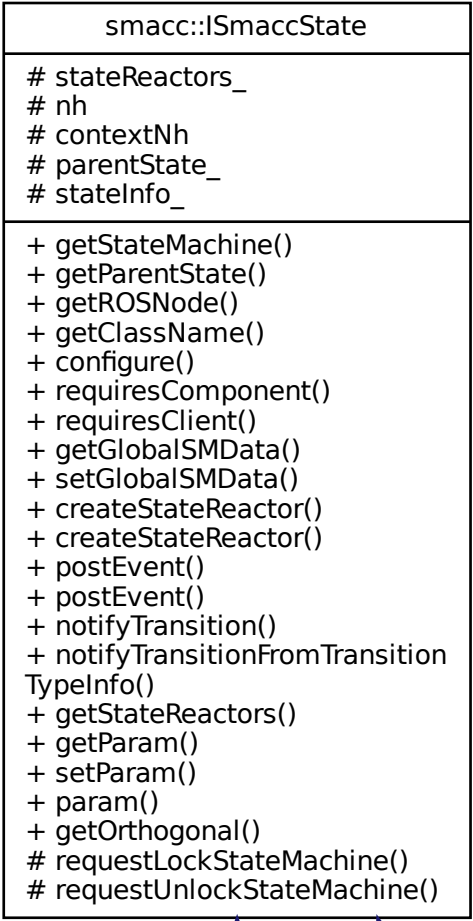 smacc::ISmaccState
# stateReactors_
# nh
# contextNh
# parentState_
# stateInfo_
+ getStateMachine()
+ getParentState()
+ getROSNode()
+ getClassName()
+ configure()
+ requiresComponent()
+ requiresClient()
+ getGlobalSMData()
+ setGlobalSMData()
+ createStateReactor()
+ createStateReactor()
+ postEvent()
+ postEvent()
+ notifyTransition()
+ notifyTransitionFromTransition
TypeInfo()
+ getStateReactors()
+ getParam()
+ setParam()
+ param()
+ getOrthogonal()
# requestLockStateMachine()
# requestUnlockStateMachine()